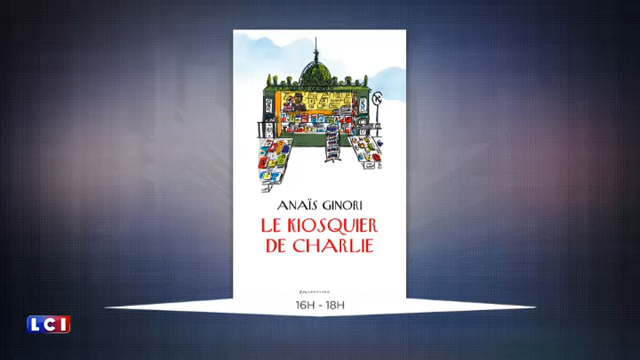 ANAÏS GINORI
LE KIOSQUIER
DE CHARLIE
16H - 18H
LCI